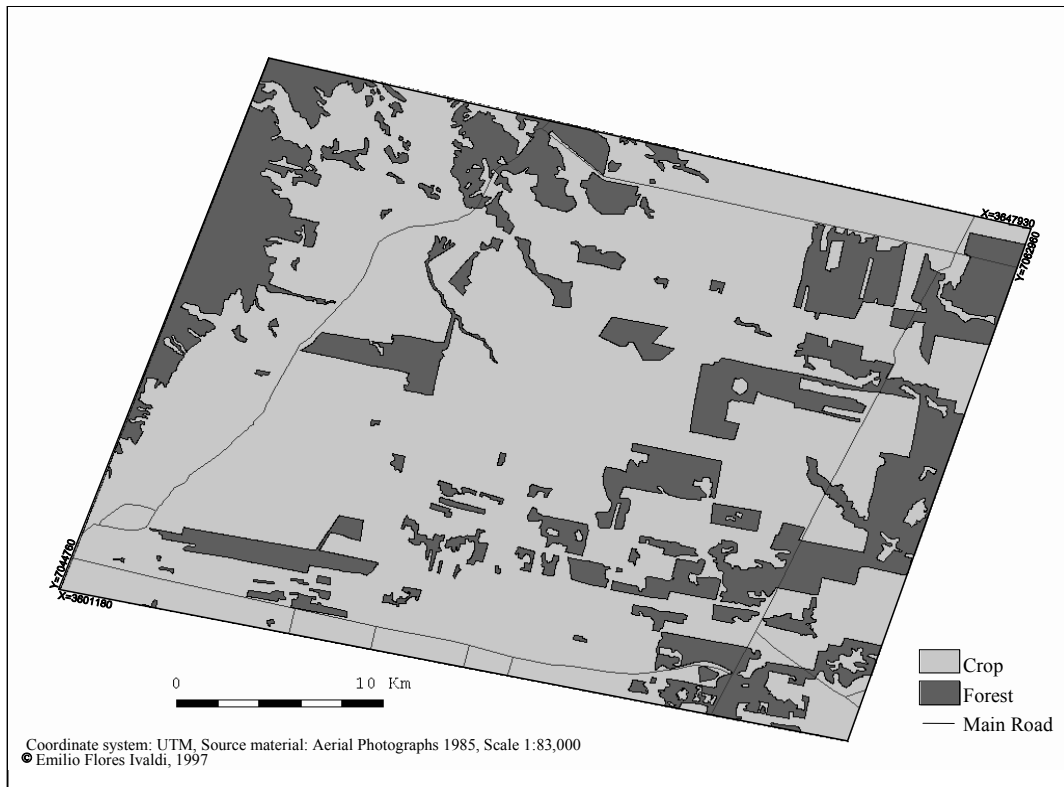 X=3647930
Y=7062960
Y=7044760
X=3601180
Crop
Forest
Main Road
0 10 Km
Coordinate system: UTM, Source material: Aerial Photographs 1985, Scale 1:83,000
© Emilio Flores Ivaldi, 1997